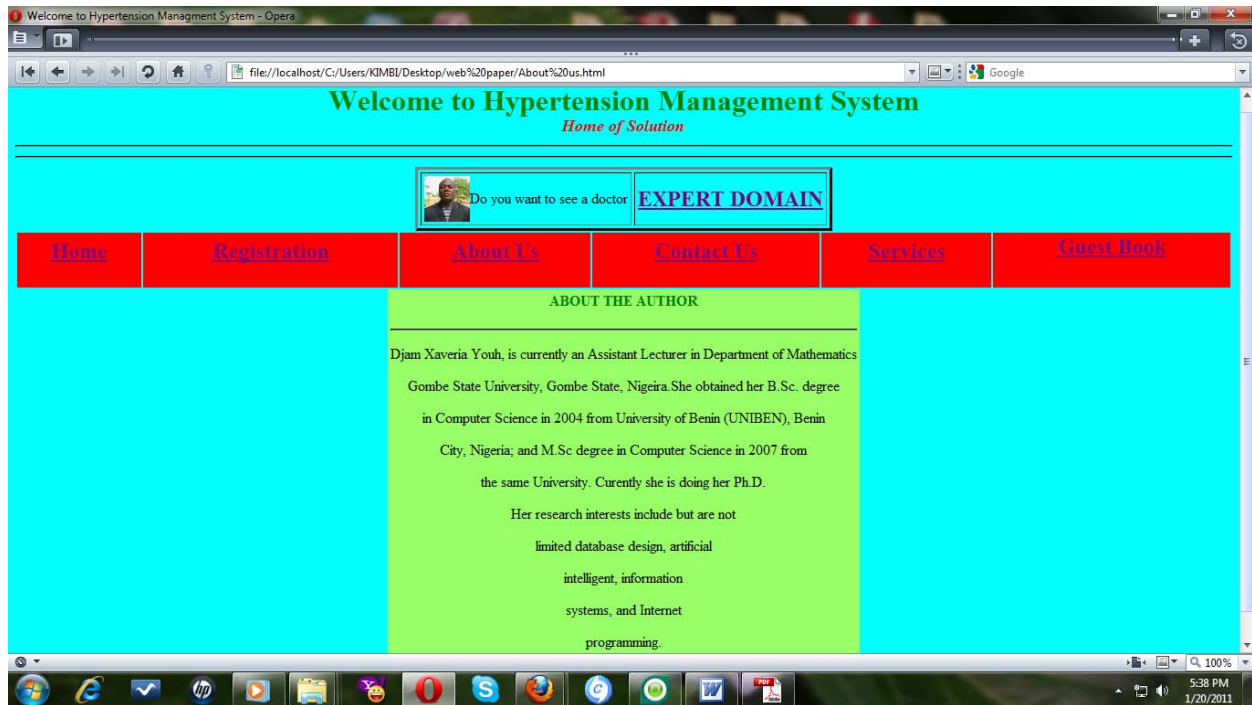 Welcome to Hypertension Managment System - Opera
file://localhost/C:/Users/KIMBI/Desktop/web%20paper/About%20us.html
Google
Welcome to Hypertension Management System
Home of Solution
Do you want to see a doctor EXPERT DOMAIN
Home Registration About Us Contact Us Services Guest Book
ABOUT THE AUTHOR
Djam Xaveria Youh, is currently an Assistant Lecturer in Department of Mathematics
Gombe State University, Gombe State, Nigeira.She obtained her B.Sc. degree
in Computer Science in 2004 from University of Benin (UNIBEN), Benin
City, Nigeria; and M.Sc degree in Computer Science in 2007 from
the same University. Curently she is doing her Ph.D.
Her research interests include but are not
limited database design, artificial
intelligent, information
systems, and Internet
programming.
100%
hp
PDF
5:38 PM
1/20/2011